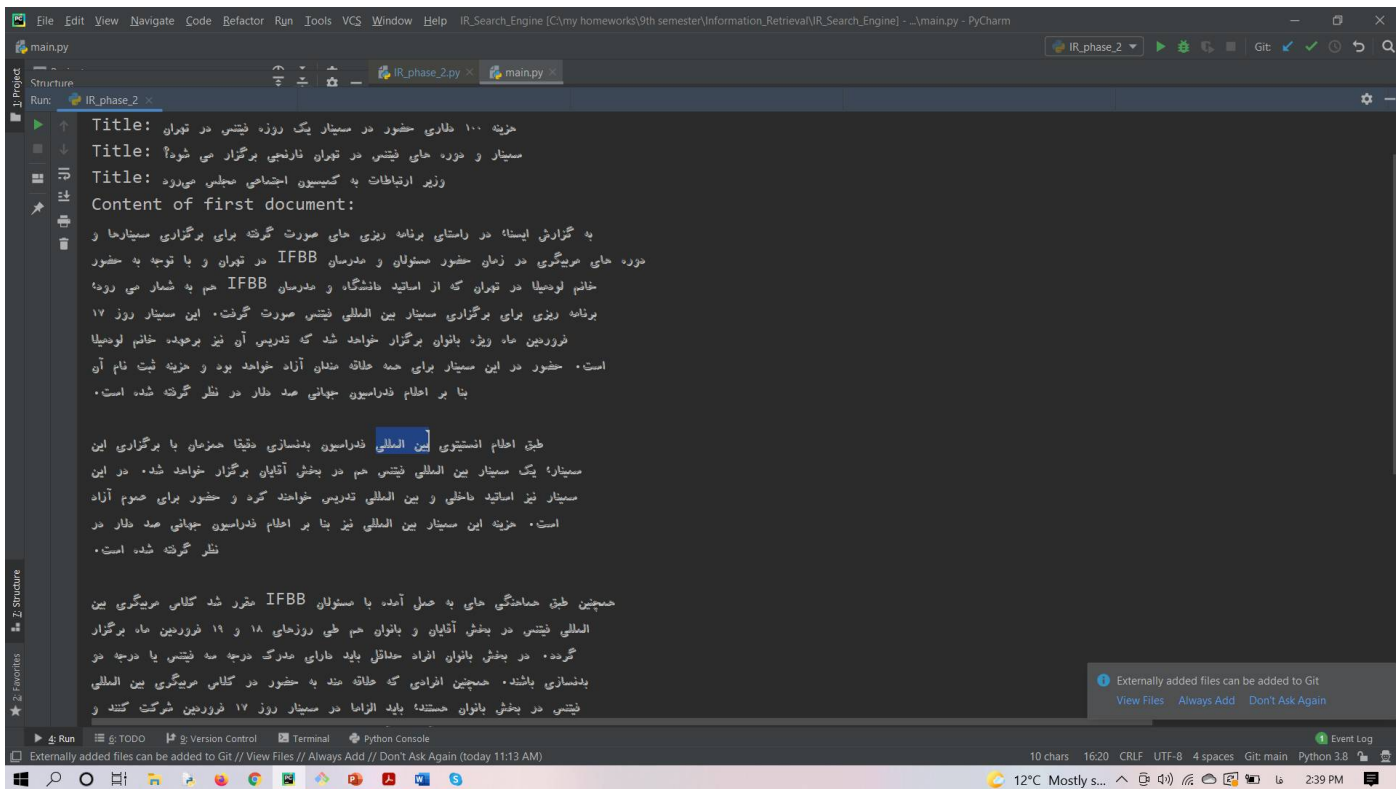 File Edit View Navigate Code Refactor Run Tools VCS Window Help IR_Search_Engine [C:\my homeworks\9th semester\Information_Retrieval\IR_Search_Engine] - ...\main.py - PyCharm
main.py IR_phase_2 Git:
1: Project
Structure IR_phase_2.py main.py
Run: IR_phase_2
Title: هزینه ۱۰۰ دلاری حضور در سمینار یک روزه فیتنس در تهران
Title: سمینار و دوره های فیتنس در تهران نارنجی برگزار می شود؟
Title: وزیر ارتباطات به کمیسیون اجتماعی مجلس می‌رود
Content of first document:
به گزارش ایسنا، در راستای برنامه ریزی های صورت گرفته برای برگزاری سمینارها و
دوره های مربیگری در زمان حضور مسئولان و مدرسان IFBB در تهران و با توجه به حضور
خانم لودمیلا در تهران که از اساتید دانشگاه و مدرسان IFBB هم به شمار می رود،
برنامه ریزی برای برگزاری سمینار بین المللی فیتنس صورت گرفت. این سمینار روز ۱۷
فروردین ماه ویژه بانوان برگزار خواهد شد که تدریس آن نیز برعهده خانم لودمیلا
است. حضور در این سمینار برای همه علاقه مندان آزاد خواهد بود و هزینه ثبت نام آن
بنا بر اعلام فدراسیون جهانی صد دلار در نظر گرفته شده است.
طبق اعلام انستیتوی بین المللی فدراسیون بدنسازی دقیقا همزمان با برگزاری این
سمینار، یک سمینار بین المللی فیتنس هم در بخش آقایان برگزار خواهد شد. در این
سمینار نیز اساتید داخلی و بین المللی تدریس خواهند کرد و حضور برای عموم آزاد
است. هزینه این سمینار بین المللی نیز بنا بر اعلام فدراسیون جهانی صد دلار در
نظر گرفته شده است.
همچنین طبق هماهنگی های به عمل آمده با مسئولان IFBB مقرر شد کلاس مربیگری بین
المللی فیتنس در بخش آقایان و بانوان هم طی روزهای ۱۸ و ۱۹ فروردین ماه برگزار
گردد. در بخش بانوان افراد حداقل باید دارای مدرک درجه سه فیتنس یا درجه دو
بدنسازی باشند. همچنین افرادی که علاقه مند به حضور در کلاس مربیگری بین المللی
فیتنس در بخش بانوان هستند، باید الزاما در سمینار روز ۱۷ فروردین شرکت کنند و
7: Structure
2: Favorites
Externally added files can be added to Git
View Files Always Add Don't Ask Again
4: Run 6: TODO 9: Version Control Terminal Python Console 1 Event Log
Externally added files can be added to Git // View Files // Always Add // Don't Ask Again (today 11:13 AM) 10 chars 16:20 CRLF UTF-8 4 spaces Git: main Python 3.8
12°C Mostly s... فا 2:39 PM